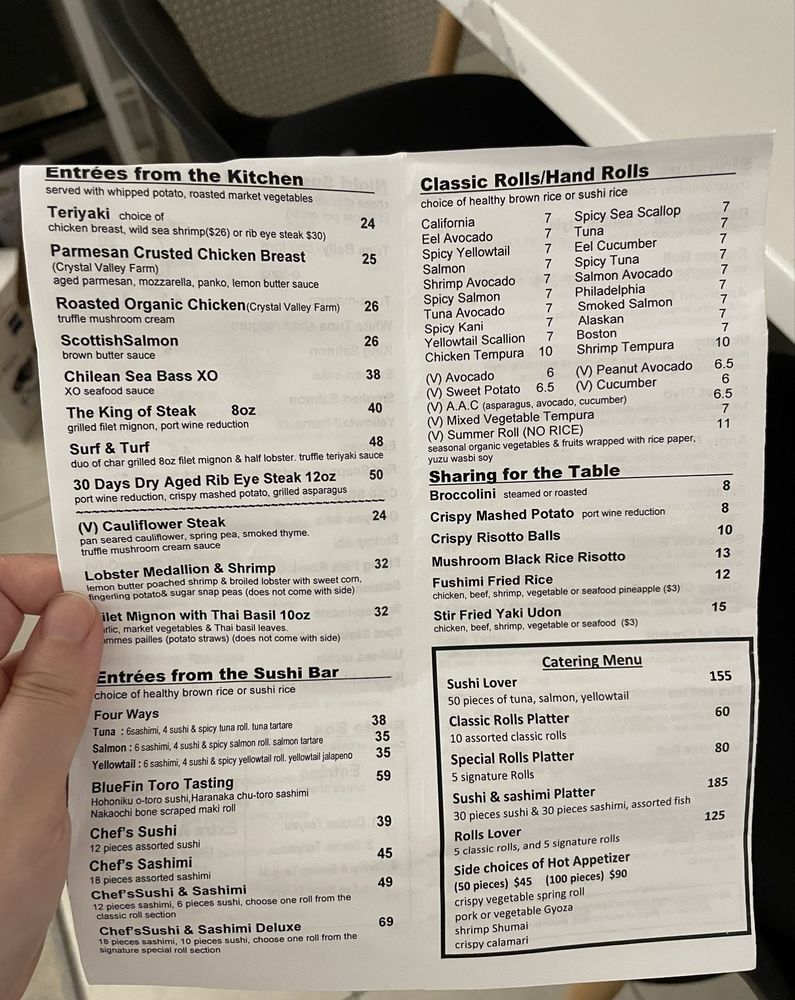 Entrées from the Kitchen
served with whipped potato, roasted market vegetables
Teriyaki choice of 24
chicken breast, wild sea shrimp($26) or rib eye steak $30)
Parmesan Crusted Chicken Breast 25
(Crystal Valley Farm)
aged parmesan, mozzarella, panko, lemon butter sauce
Roasted Organic Chicken(Crystal Valley Farm) 26
truffle mushroom cream
ScottishSalmon 26
brown butter sauce
Chilean Sea Bass XO 38
XO seafood sauce
The King of Steak 8oz 40
grilled filet mignon, port wine reduction
Surf & Turf 48
duo of char grilled 8oz filet mignon & half lobster. truffle teriyaki sauce
30 Days Dry Aged Rib Eye Steak 12oz 50
port wine reduction, crispy mashed potato, grilled asparagus
(V) Cauliflower Steak 24
pan seared cauliflower, spring pea, smoked thyme.
truffle mushroom cream sauce
Lobster Medallion & Shrimp 32
lemon butter poached shrimp & broiled lobster with sweet corn,
fingerling potato& sugar snap peas (does not come with side)
ilet Mignon with Thai Basil 10oz 32
rlic, market vegetables & Thai basil leaves.
ommes pailles (potato straws) (does not come with side)
Entrées from the Sushi Bar
choice of healthy brown rice or sushi rice
Four Ways
Tuna : 6sashimi, 4 sushi & spicy tuna roll. tuna tartare 38
Salmon : 6 sashimi, 4 sushi & spicy salmon roll. salmon tartare 35
Yellowtail : 6 sashimi, 4 sushi & spicy yellowtail roll. yellowtail jalapeno 35
BlueFin Toro Tasting 59
Hohoniku o-toro sushi,Haranaka chu-toro sashimi
Nakaochi bone scraped maki roll
Chef's Sushi 39
12 pieces assorted sushi
Chef's Sashimi 45
18 pieces assorted sashimi
Chef'sSushi & Sashimi 49
12 pieces sashimi, 6 pieces sushi, choose one roll from the
classic roll section
Chef'sSushi & Sashimi Deluxe 69
18 pieces sashimi, 10 pieces sushi, choose one roll from the
signature special roll section
Classic Rolls/Hand Rolls
choice of healthy brown rice or sushi rice
California 7 Spicy Sea Scallop 7
Eel Avocado 7 Tuna 7
Spicy Yellowtail 7 Eel Cucumber 7
Salmon 7 Spicy Tuna 7
Shrimp Avocado 7 Salmon Avocado 7
Spicy Salmon 7 Philadelphia 7
Tuna Avocado 7 Smoked Salmon 7
Spicy Kani 7 Alaskan 7
Yellowtail Scallion 7 Boston 7
Chicken Tempura 10 Shrimp Tempura 10
(V) Avocado 6 (V) Peanut Avocado 6.5
(V) Sweet Potato 6.5 (V) Cucumber 6
(V) A.A.C (asparagus, avocado, cucumber) 6.5
(V) Mixed Vegetable Tempura 7
(V) Summer Roll (NO RICE) 11
seasonal organic vegetables & fruits wrapped with rice paper,
yuzu wasbi soy
Sharing for the Table
Broccolini steamed or roasted 8
Crispy Mashed Potato port wine reduction 8
Crispy Risotto Balls 10
Mushroom Black Rice Risotto 13
Fushimi Fried Rice 12
chicken, beef, shrimp, vegetable or seafood pineapple ($3)
Stir Fried Yaki Udon 15
chicken, beef, shrimp, vegetable or seafood ($3)
Catering Menu
Sushi Lover 155
50 pieces of tuna, salmon, yellowtail
Classic Rolls Platter 60
10 assorted classic rolls
Special Rolls Platter 80
5 signature Rolls
Sushi & sashimi Platter 185
30 pieces sushi & 30 pieces sashimi, assorted fish
Rolls Lover 125
5 classic rolls, and 5 signature rolls
Side choices of Hot Appetizer
(50 pieces) $45 (100 pieces) $90
crispy vegetable spring roll
pork or vegetable Gyoza
shrimp Shumai
crispy calamari